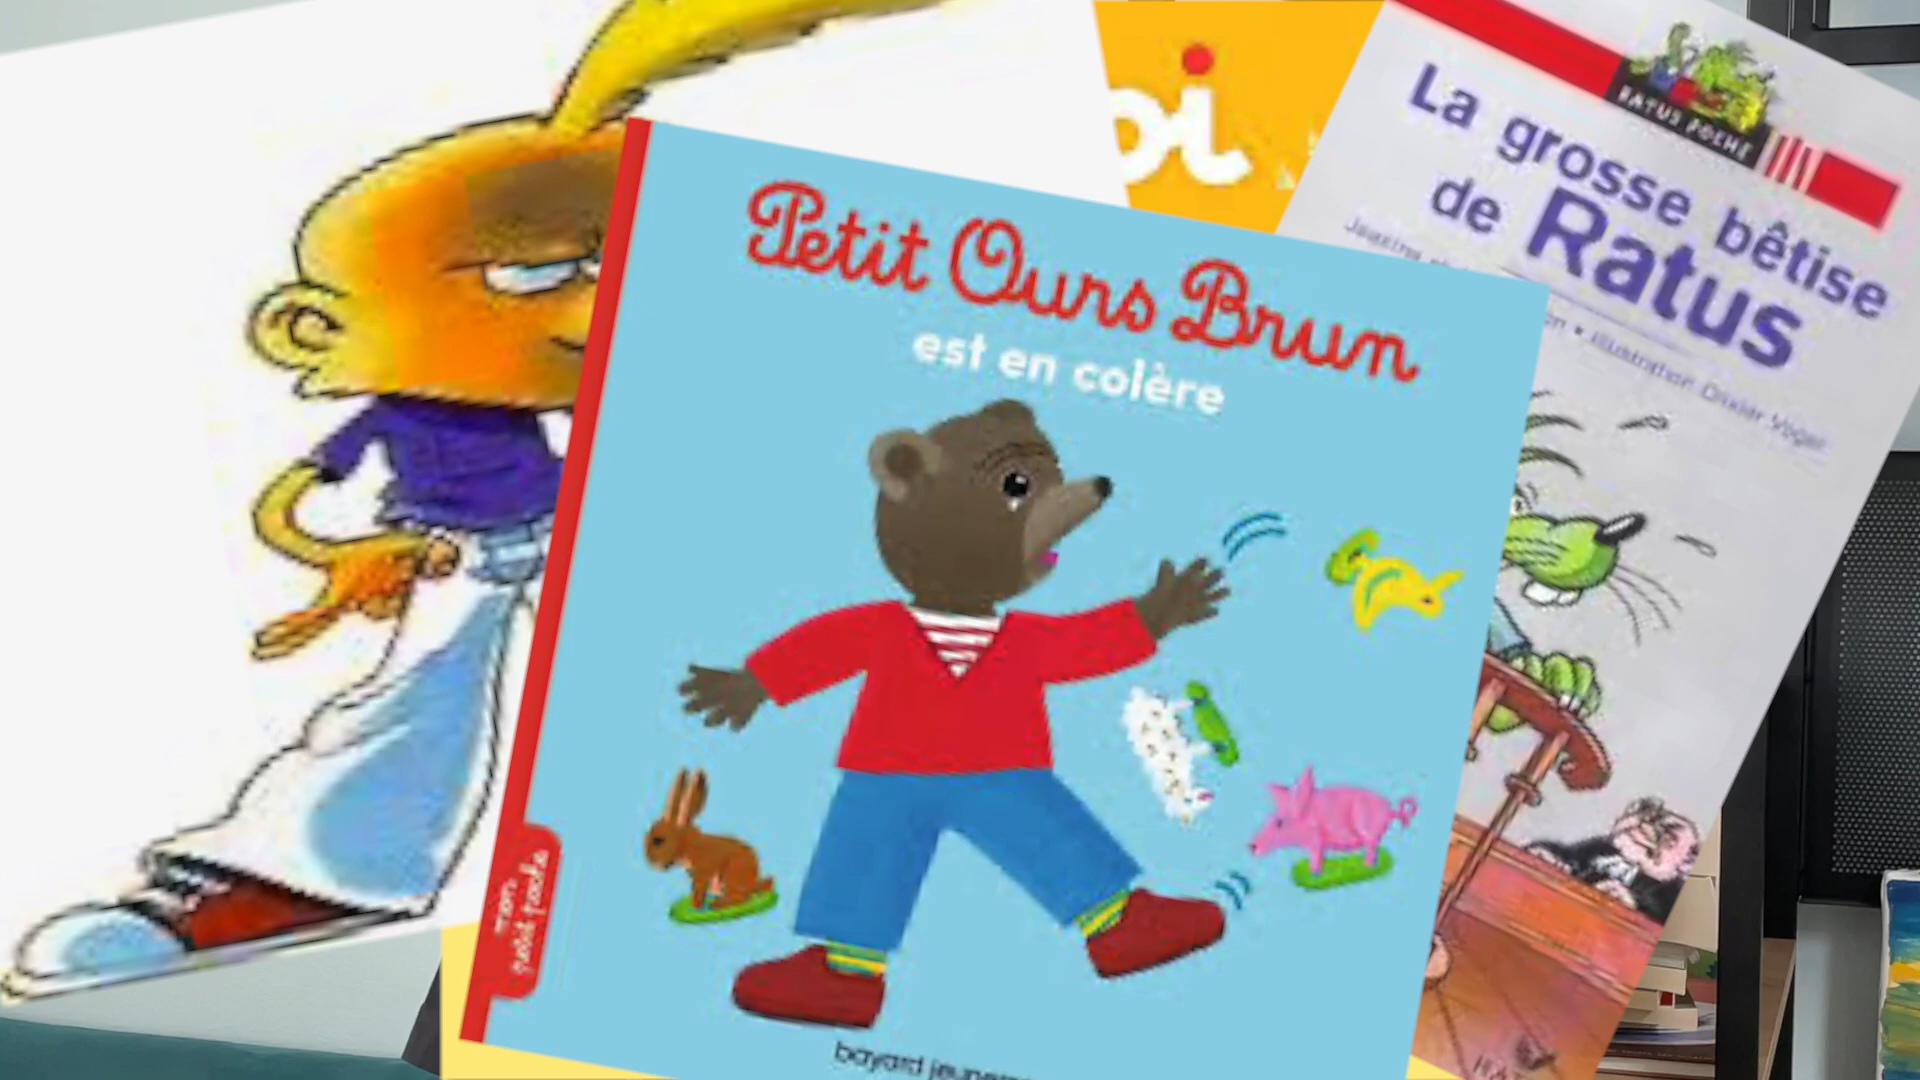 oi
RATUS POCHE
La grosse bêtise
de Ratus
illustration Olivier Vogel
Petit Ours Brun
est en colère
mon
petit poche
bayard